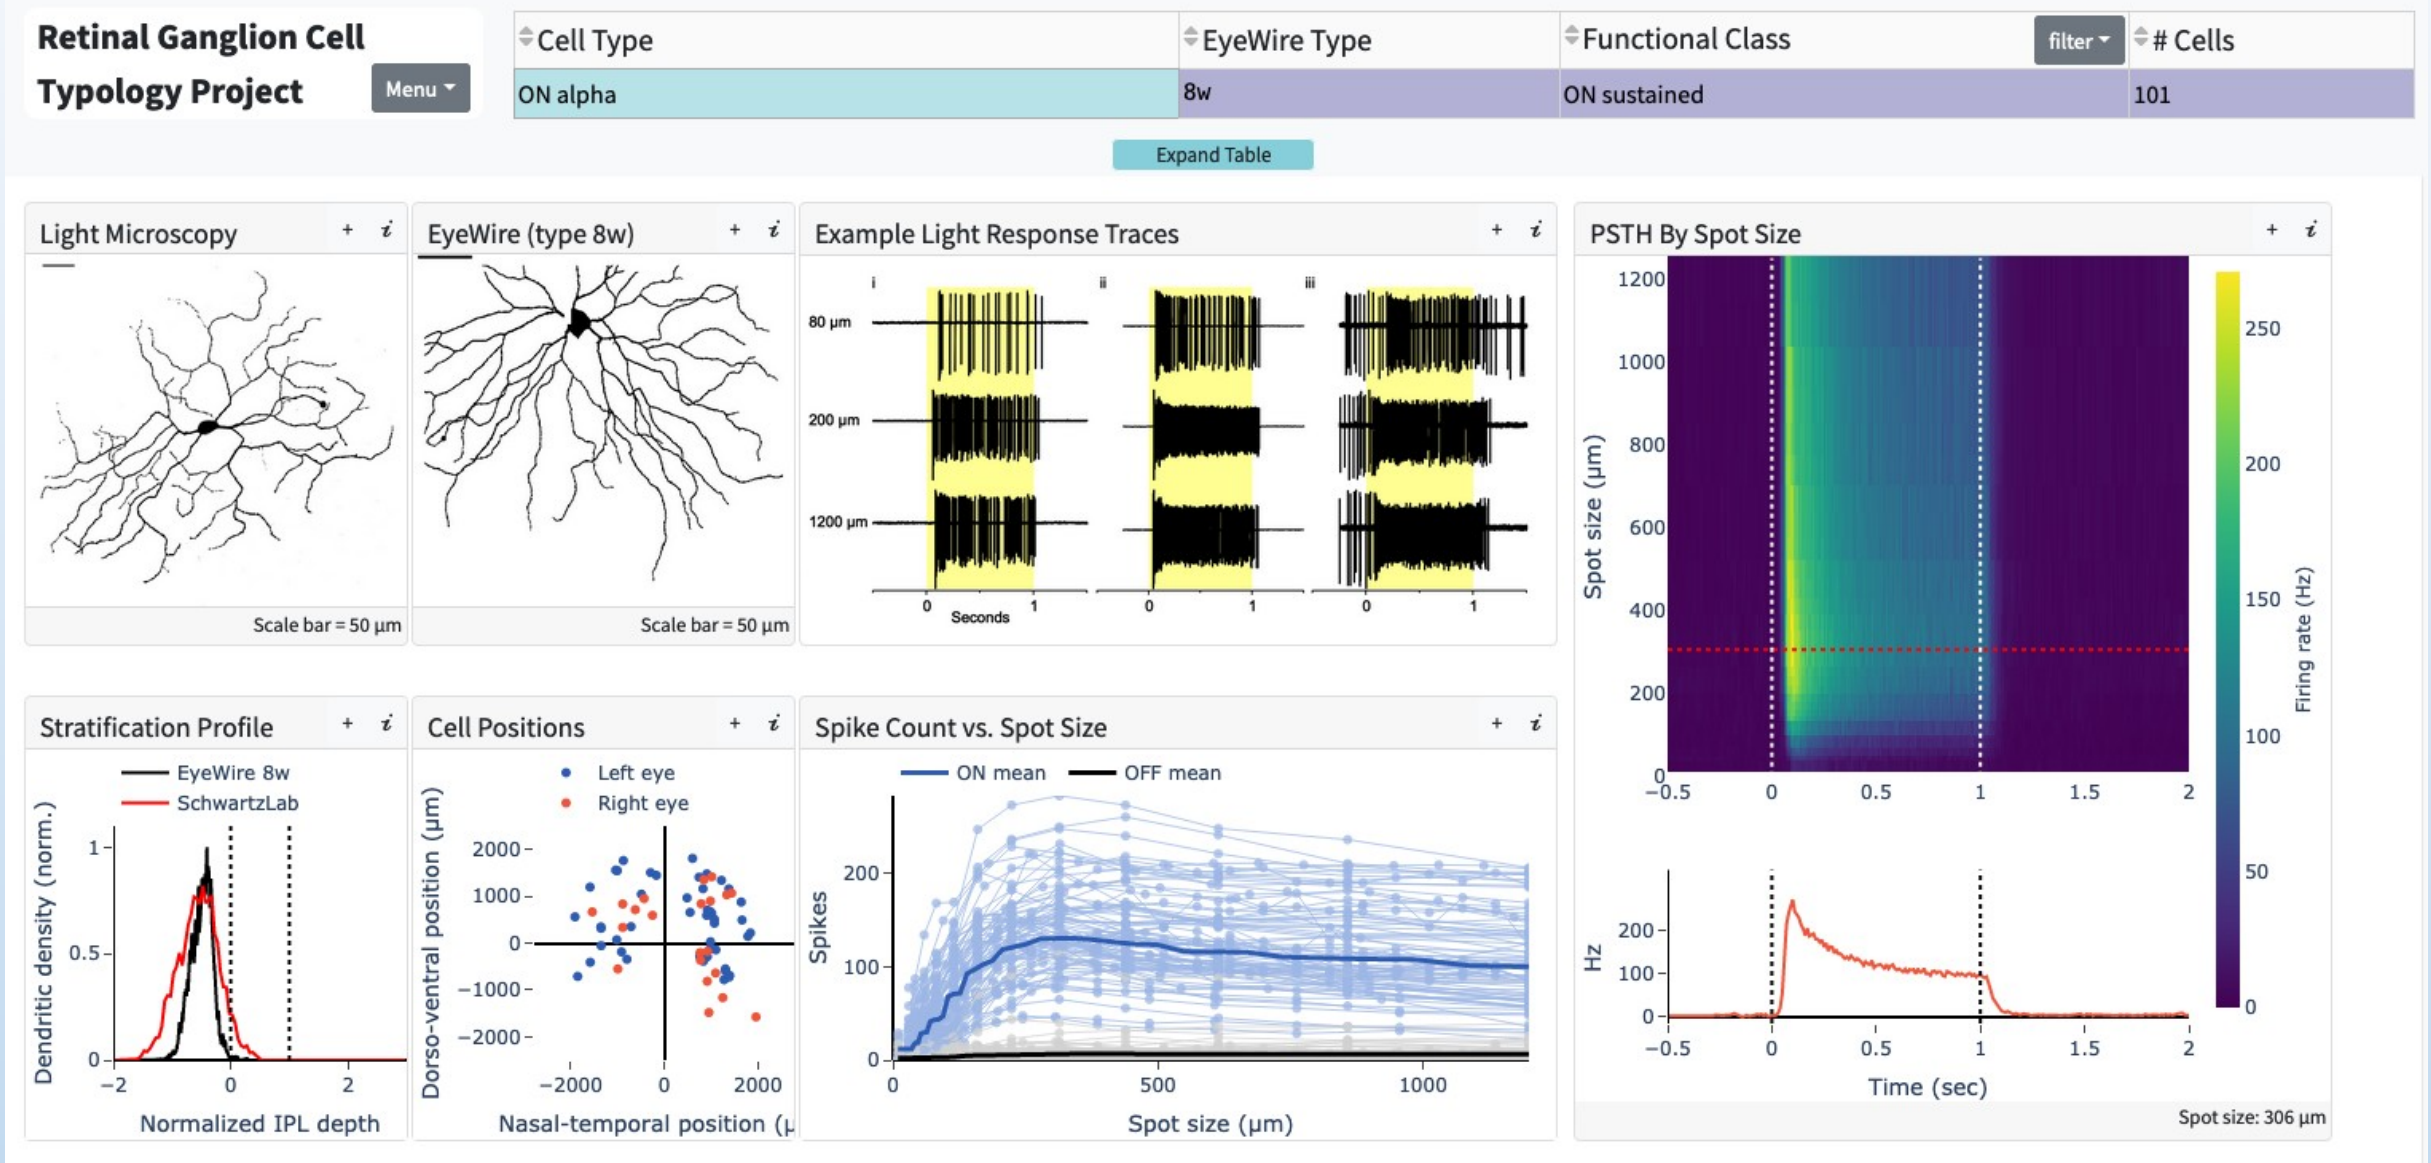 Retinal Ganglion Cell
Typology Project
Menu
Cell Type
EyeWire Type
Functional Class
filter
# Cells
ON alpha
8w
ON sustained
101
Expand Table
Light Microscopy
+ i
Scale bar = 50 µm
EyeWire (type 8w)
+ i
Scale bar = 50 µm
Example Light Response Traces
+ i
i
ii
iii
80 µm
200 µm
1200 µm
0
1
0
1
0
1
Seconds
PSTH By Spot Size
+ i
Spot size (µm)
1200
1000
800
600
400
200
0
−0.5
0
0.5
1
1.5
2
Firing rate (Hz)
250
200
150
100
50
0
Hz
200
100
0
−0.5
0
0.5
1
1.5
2
Time (sec)
Spot size: 306 µm
Stratification Profile
+ i
EyeWire 8w
SchwartzLab
Dendritic density (norm.)
1
0.5
0
−2
0
2
Normalized IPL depth
Cell Positions
+ i
Left eye
Right eye
Dorso-ventral position (µm)
2000
1000
0
−1000
−2000
−2000
0
2000
Nasal-temporal position (µ
Spike Count vs. Spot Size
+ i
ON mean
OFF mean
Spikes
200
100
0
0
500
1000
Spot size (µm)